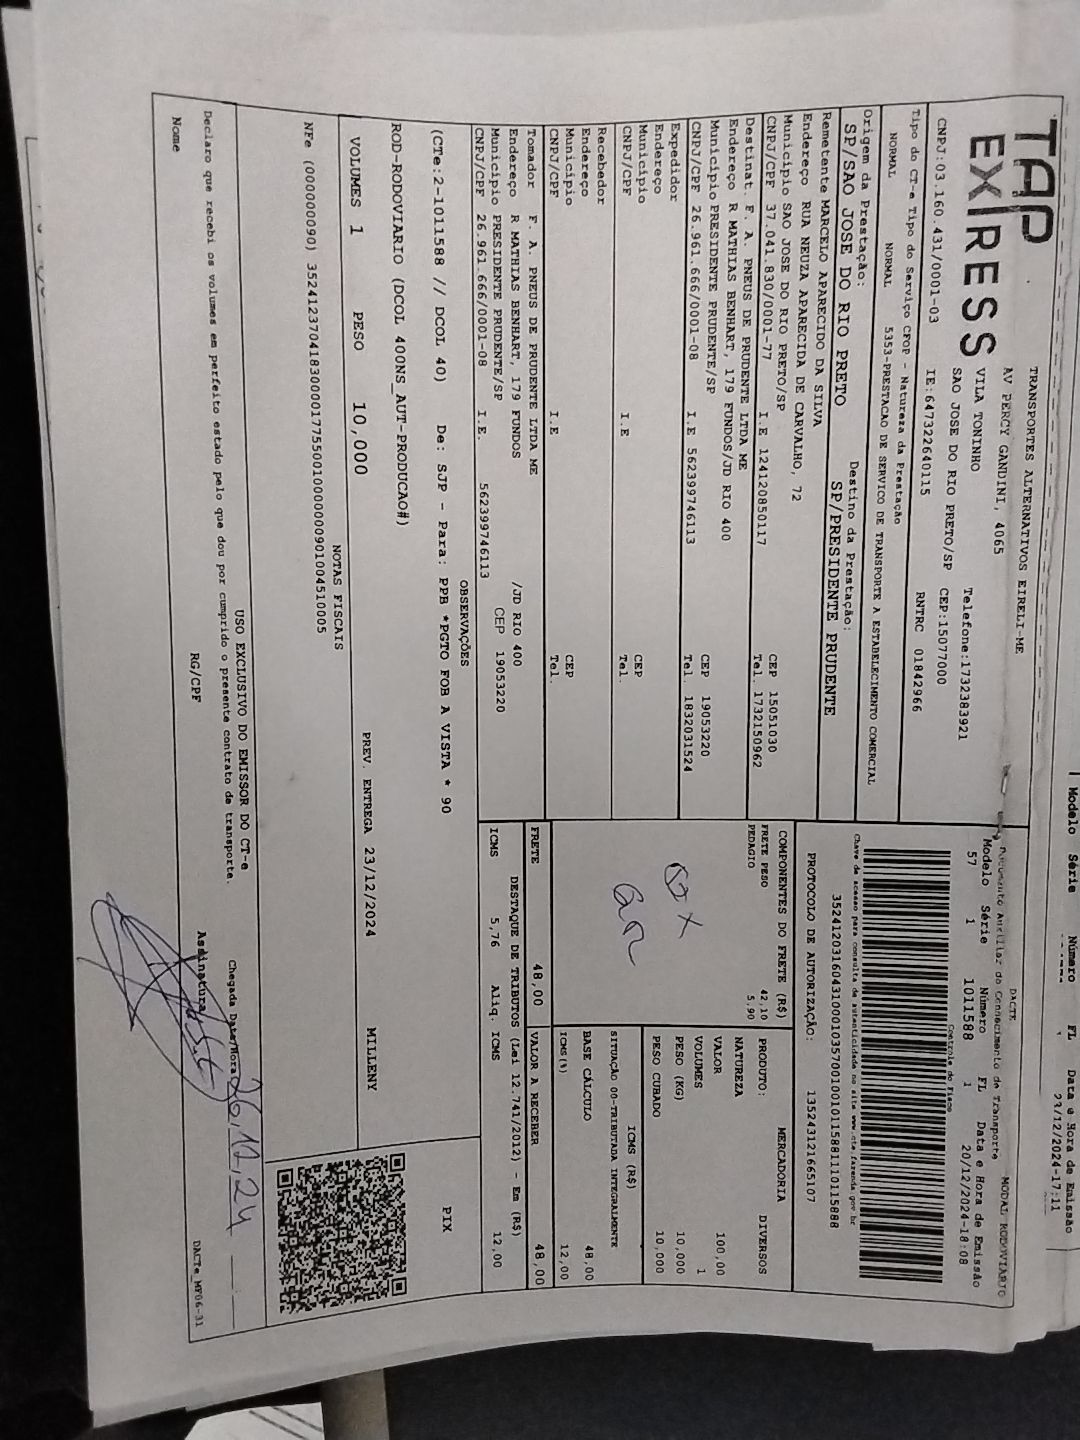 Modelo Série Número FL Data e Hora de Emissão
23/12/2024-17:11
TAP
EXPRESS
TRANSPORTES ALTERNATIVOS EIRELI-ME
AV PERCY GANDINI, 4065
VILA TONINHO Telefone:1732383921
SAO JOSE DO RIO PRETO/SP CEP:15077000
CNPJ:03.160.431/0001-03 IE:647322640115 RNTRC 01842966
DACTE
Documento Auxiliar do Conhecimento de Transporte MODAL RODOVIARIO
Modelo Série Número FL Data e Hora de Emissão
57 1 1011588 1 20/12/2024-18:08
Controle do Fisco
Chave de acesso para consulta de autenticidade no site www.cte.fazenda.gov.br
35241203160431000103570010010115881110115888
PROTOCOLO DE AUTORIZAÇÃO: 135243121665107
Tipo do CT-e Tipo do Serviço CFOP - Natureza da Prestação
NORMAL NORMAL 5353-PRESTACAO DE SERVICO DE TRANSPORTE A ESTABELECIMENTO COMERCIAL
Origem da Prestação: Destino da Prestação:
SP/SAO JOSE DO RIO PRETO SP/PRESIDENTE PRUDENTE
Remetente MARCELO APARECIDO DA SILVA
Endereço RUA NEUZA APARECIDA DE CARVALHO, 72
Município SAO JOSE DO RIO PRETO/SP CEP 15051030
CNPJ/CPF 37.041.830/0001-77 I.E 124120850117 Tel. 1732150962
Destinat. F. A. PNEUS DE PRUDENTE LTDA ME
Endereço R MATHIAS BENHART, 179 FUNDOS/JD RIO 400
Município PRESIDENTE PRUDENTE/SP CEP 19053220
CNPJ/CPF 26.961.666/0001-08 I.E 562399746113 Tel 1832031524
Expedidor
Endereço
Município CEP
CNPJ/CPF I.E Tel.
Recebedor
Endereço
Município CEP
CNPJ/CPF I.E Tel.
Tomador F. A. PNEUS DE PRUDENTE LTDA ME
Endereço R MATHIAS BENHART, 179 FUNDOS /JD RIO 400
Município PRESIDENTE PRUDENTE/SP CEP 19053220
CNPJ/CPF 26.961.666/0001-08 I.E. 562399746113
COMPONENTES DO FRETE (R$)
FRETE PESO 42,10
PEDAGIO 5,90
PRODUTO: MERCADORIA
NATUREZA DIVERSOS
VALOR 100,00
VOLUMES 1
PESO (KG) 10,000
PESO CUBADO 10,000
ICMS (R$)
SITUAÇÃO 00-TRIBUTADA INTEGRALMENTE
BASE CÁLCULO 48,00
ICMS(%) 12,00
FRETE 48,00 VALOR A RECEBER 48,00
DESTAQUE DE TRIBUTOS (Lei 12.741/2012) - Em (R$)
ICMS 5,76 Aliq. ICMS 12,00
OBSERVAÇÕES
(CTe:2-1011588 // DCOL 40) De: SJP - Para: PPB *PGTO FOB A VISTA * 90
ROD-RODOVIARIO (DCOL 400NS_AUT-PRODUCAO#)
PIX
VOLUMES 1 PESO 10,000 PREV. ENTREGA 23/12/2024 MILLENY
NOTAS FISCAIS
NFe (000000090) 35241237041830000177550010000000901004510005
USO EXCLUSIVO DO EMISSOR DO CT-e
Declaro que recebi os volumes em perfeito estado pelo que dou por cumprido o presente contrato de transporte.
Chegada Data/Hora 26,12,24
Nome RG/CPF Assinatura
DACTe_MF06-31